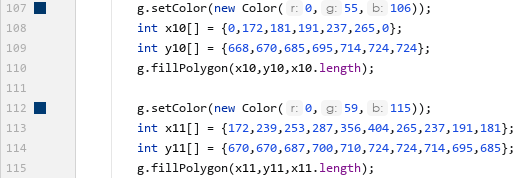 107 g.setColor(new Color( r: 0, g: 55, b: 106));
108 int x10[] = {0,172,181,191,237,265,0};
109 int y10[] = {668,670,685,695,714,724,724};
110 g.fillPolygon(x10,y10,x10.length);
111
112 g.setColor(new Color( r: 0, g: 59, b: 115));
113 int x11[] = {172,239,253,287,356,404,265,237,191,181};
114 int y11[] = {670,670,687,700,710,724,724,714,695,685};
115 g.fillPolygon(x11,y11,x11.length);